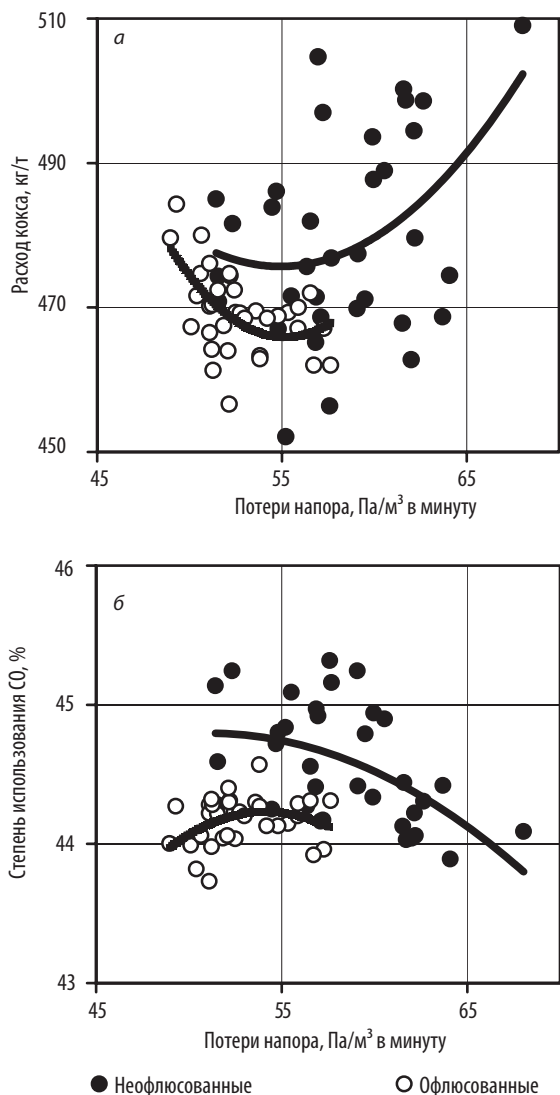 510
а
490
Расход кокса, кг/т
470
450
45
55
65
Потери напора, Па/м³ в минуту
46
б
45
Степень использования СО, %
44
43
45
55
65
Потери напора, Па/м³ в минуту
Неофлюсованные
Офлюсованные